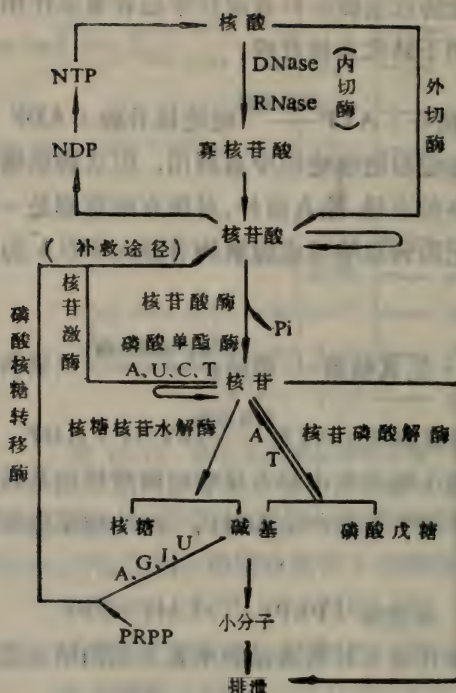 核酸
DNase
RNase
(内切酶)
外切酶
NTP
NDP
寡核苷酸
核苷酸
(补救途径)
核苷激酶
磷酸核糖转移酶
核苷酸酶
磷酸单酯酶
Pi
A,U,C,T
核苷
核糖核苷水解酶
A
T
核苷磷酸解酶
核糖
碱基
磷酸戊糖
A,G,I,U
PRPP
小分子
排泄